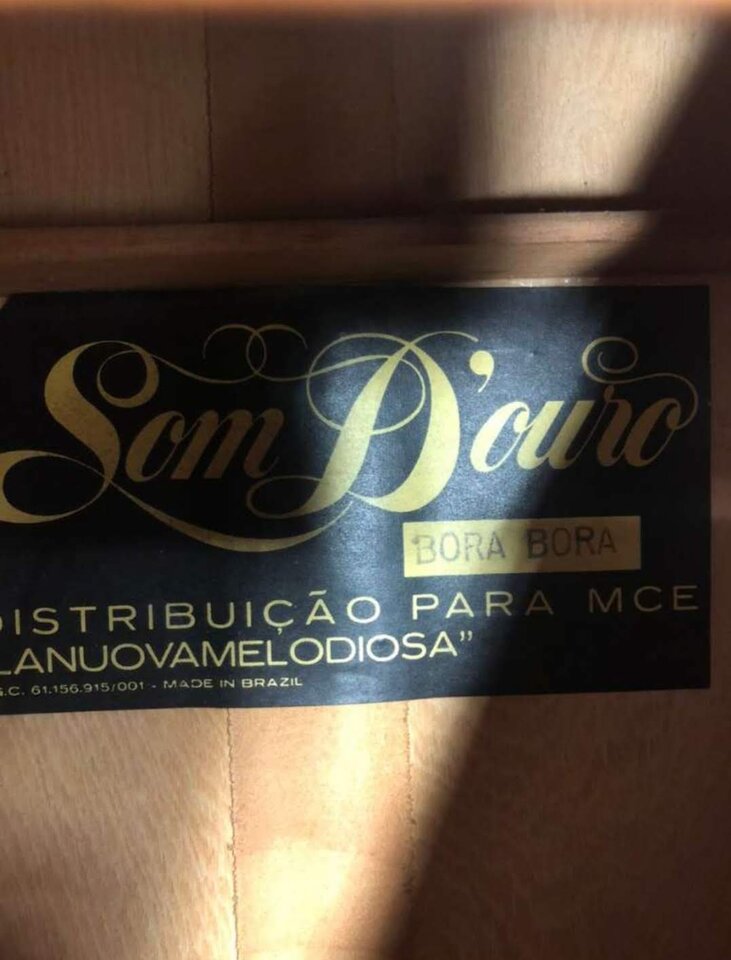 Som D'ouro
BORA BORA
DISTRIBUIÇÃO PARA MCE
LANUOVAMELODIOSA"
G.C. 61.156.915/001 - MADE IN BRAZIL